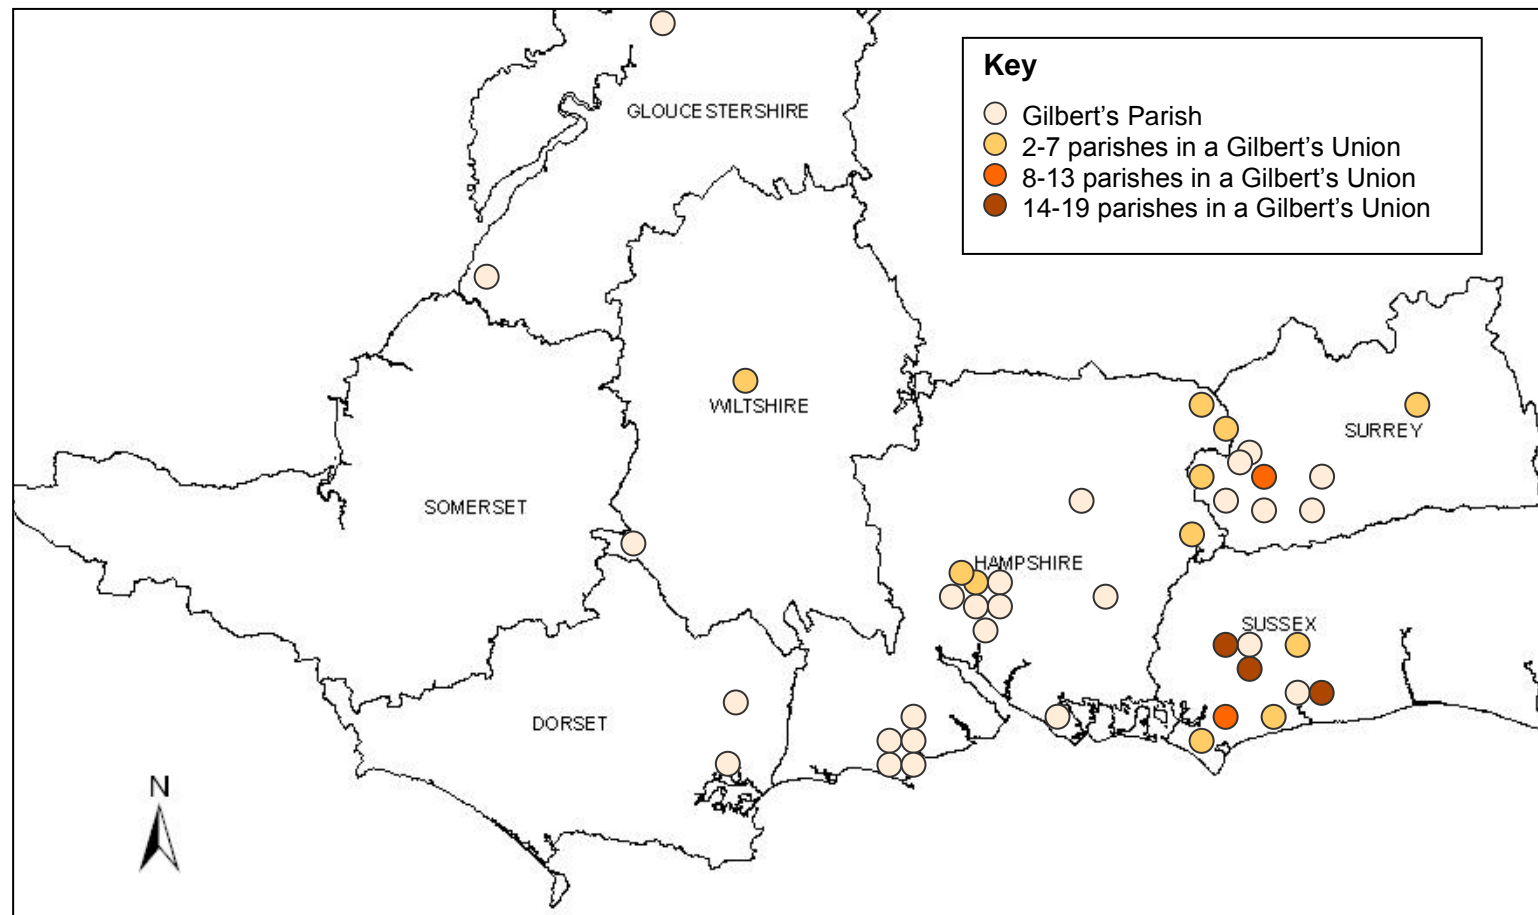 Key
Gilbert's Parish
2-7 parishes in a Gilbert's Union
8-13 parishes in a Gilbert's Union
14-19 parishes in a Gilbert's Union
GLOUCESTERSHIRE
WILTSHIRE
SURREY
SOMERSET
HAMPSHIRE
SUSSEX
DORSET
N